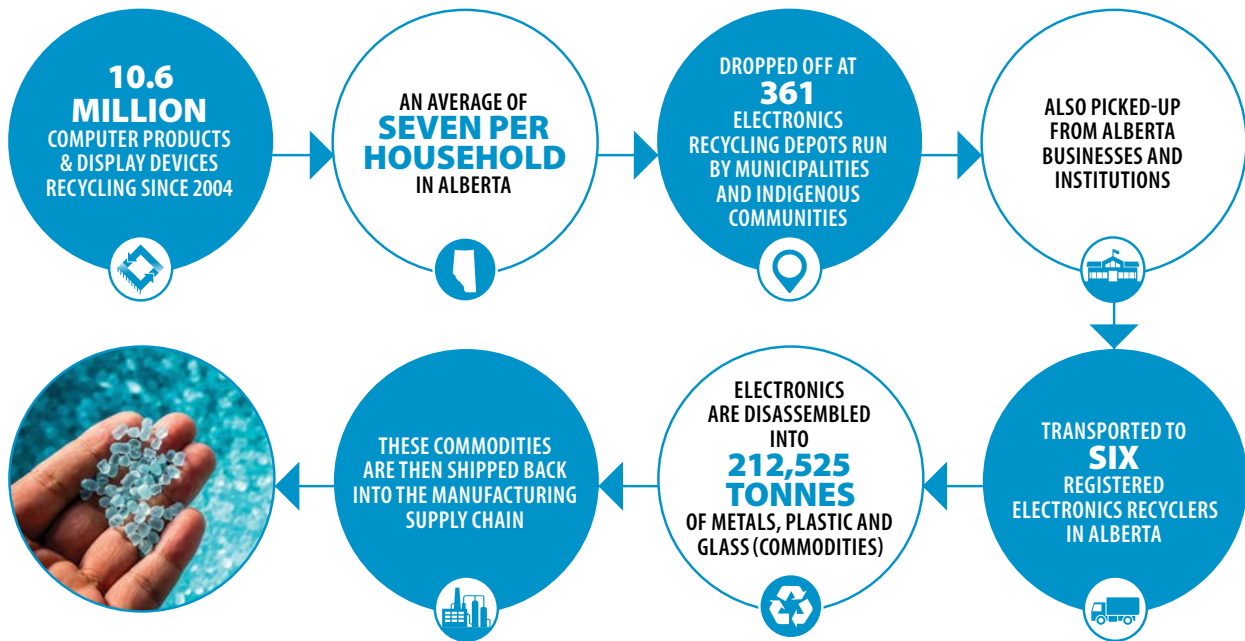 10.6
MILLION
COMPUTER PRODUCTS
& DISPLAY DEVICES
RECYCLING SINCE 2004
AN AVERAGE OF
SEVEN PER
HOUSEHOLD
IN ALBERTA
DROPPED OFF AT
361
ELECTRONICS
RECYCLING DEPOTS RUN
BY MUNICIPALITIES
AND INDIGENOUS
COMMUNITIES
ALSO PICKED-UP
FROM ALBERTA
BUSINESSES AND
INSTITUTIONS
TRANSPORTED TO
SIX
REGISTERED
ELECTRONICS RECYCLERS
IN ALBERTA
ELECTRONICS
ARE DISASSEMBLED
INTO
212,525
TONNES
OF METALS, PLASTIC AND
GLASS (COMMODITIES)
THESE COMMODITIES
ARE THEN SHIPPED BACK
INTO THE MANUFACTURING
SUPPLY CHAIN